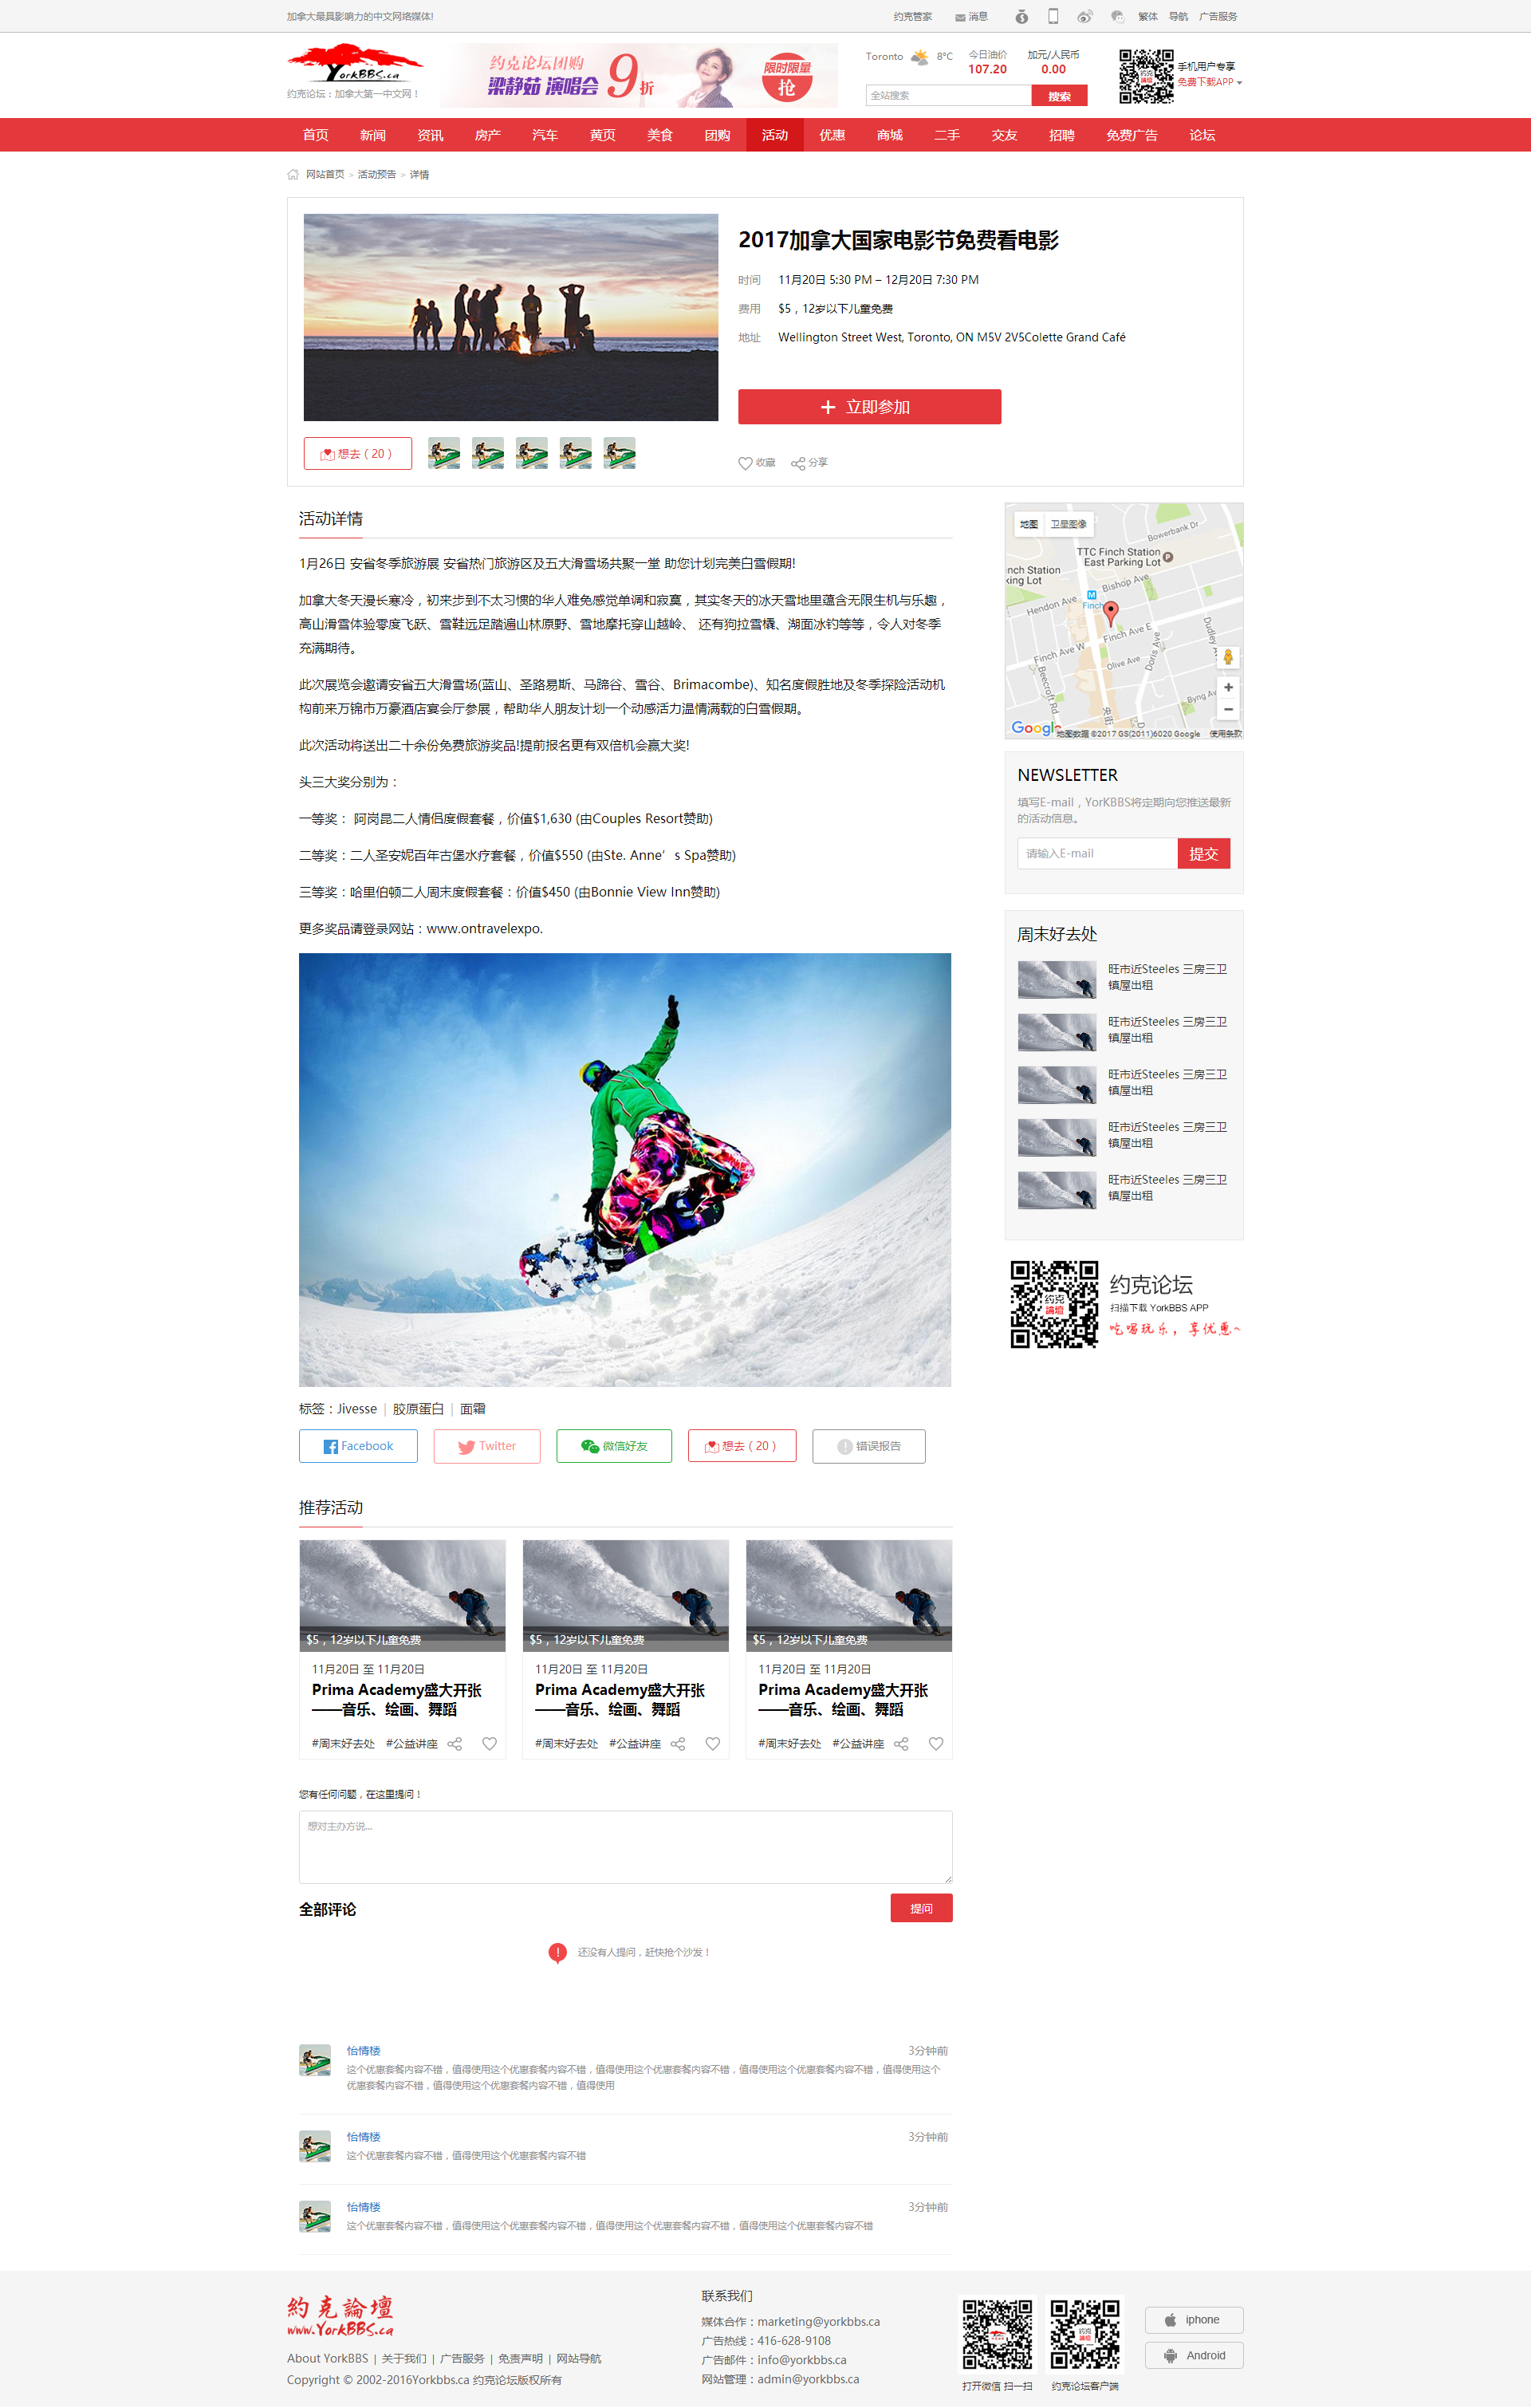 加拿大最具影响力的中文网络媒体!
约克管家 消息 繁体 导航 广告服务
YorkBBS.ca
约克论坛：加拿大第一中文网！
约克论坛团购
梁静茹 演唱会 9折
限时限量
抢
Toronto 8°C 今日油价 加元/人民币
107.20 0.00
全站搜索 搜索
手机用户专享
免费下载APP
首页 新闻 资讯 房产 汽车 黄页 美食 团购 活动 优惠 商城 二手 交友 招聘 免费广告 论坛
网站首页 > 活动预告 > 详情
2017加拿大国家电影节免费看电影
时间 11月20日 5:30 PM – 12月20日 7:30 PM
费用 $5，12岁以下儿童免费
地址 Wellington Street West, Toronto, ON M5V 2V5Colette Grand Café
立即参加
想去（20）
收藏 分享
活动详情
1月26日 安省冬季旅游展 安省热门旅游区及五大滑雪场共聚一堂 助您计划完美白雪假期!
加拿大冬天漫长寒冷，初来步到不太习惯的华人难免感觉单调和寂寞，其实冬天的冰天雪地里蕴含无限生机与乐趣，
高山滑雪体验零度飞跃、雪鞋远足踏遍山林原野、雪地摩托穿山越岭、 还有狗拉雪橇、湖面冰钓等等，令人对冬季
充满期待。
此次展览会邀请安省五大滑雪场(蓝山、圣路易斯、马蹄谷、雪谷、Brimacombe)、知名度假胜地及冬季探险活动机
构前来万锦市万豪酒店宴会厅参展，帮助华人朋友计划一个动感活力温情满载的白雪假期。
此次活动将送出二十余份免费旅游奖品!提前报名更有双倍机会赢大奖!
头三大奖分别为：
一等奖： 阿岗昆二人情侣度假套餐，价值$1,630 (由Couples Resort赞助)
二等奖：二人圣安妮百年古堡水疗套餐，价值$550 (由Ste. Anne’s Spa赞助)
三等奖：哈里伯顿二人周末度假套餐：价值$450 (由Bonnie View Inn赞助)
更多奖品请登录网站：www.ontravelexpo.
标签：Jivesse | 胶原蛋白 | 面霜
Facebook Twitter 微信好友 想去（20） 错误报告
推荐活动
$5，12岁以下儿童免费 $5，12岁以下儿童免费 $5，12岁以下儿童免费
11月20日 至 11月20日 11月20日 至 11月20日 11月20日 至 11月20日
Prima Academy盛大开张 Prima Academy盛大开张 Prima Academy盛大开张
——音乐、绘画、舞蹈 ——音乐、绘画、舞蹈 ——音乐、绘画、舞蹈
#周末好去处 #公益讲座 #周末好去处 #公益讲座 #周末好去处 #公益讲座
您有任何问题，在这里提问！
想对主办方说...
全部评论 提问
还没有人提问，赶快抢个沙发！
怡情楼 3分钟前
这个优惠套餐内容不错，值得使用这个优惠套餐内容不错，值得使用这个优惠套餐内容不错，值得使用这个优惠套餐内容不错，值得使用这个
优惠套餐内容不错，值得使用这个优惠套餐内容不错，值得使用
怡情楼 3分钟前
这个优惠套餐内容不错，值得使用这个优惠套餐内容不错
怡情楼 3分钟前
这个优惠套餐内容不错，值得使用这个优惠套餐内容不错，值得使用这个优惠套餐内容不错，值得使用这个优惠套餐内容不错
地图 卫星图像
Bowerbank Dr
TTC Finch Station
East Parking Lot
nch Station
king Lot
Bishop Ave
Hendon Ave
Finch
Finch Ave E
Finch Ave W
Dudley
Olive Ave
Doris Ave
Beecroft Rd
央街
Byng Ave
Google 地图数据 ©2017 GS(2011)6020 Google 使用条款
NEWSLETTER
填写E-mail，YorKBBS将定期向您推送最新
的活动信息。
请输入E-mail 提交
周末好去处
旺市近Steeles 三房三卫
镇屋出租
旺市近Steeles 三房三卫
镇屋出租
旺市近Steeles 三房三卫
镇屋出租
旺市近Steeles 三房三卫
镇屋出租
旺市近Steeles 三房三卫
镇屋出租
约克論壇
约克论坛
扫描下载 YorkBBS APP
吃喝玩乐，享优惠~
約克論壇
www.YorkBBS.ca
About YorkBBS | 关于我们 | 广告服务 | 免责声明 | 网站导航
Copyright © 2002-2016Yorkbbs.ca 约克论坛版权所有
联系我们
媒体合作：marketing@yorkbbs.ca
广告热线：416-628-9108
广告邮件：info@yorkbbs.ca
网站管理：admin@yorkbbs.ca
打开微信 扫一扫 约克论坛客户端
iphone
Android